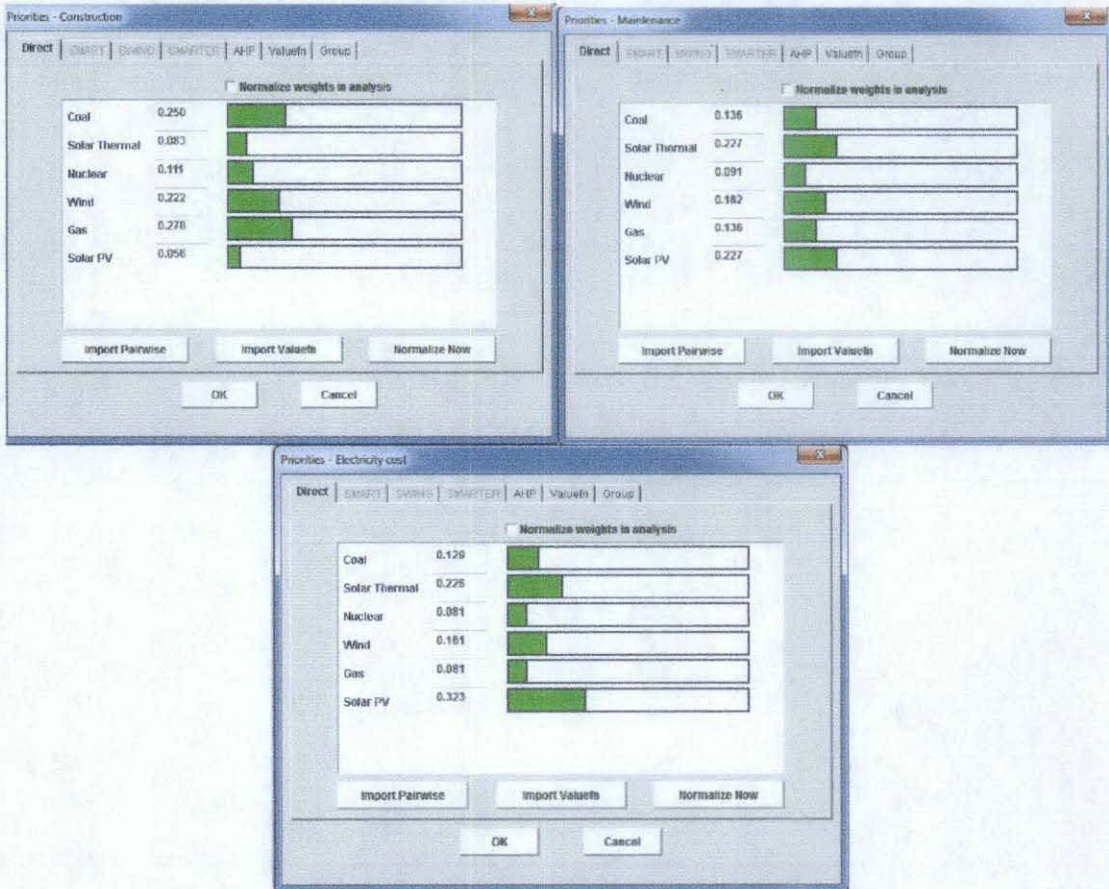 Priorities - Construction
Direct SMART SWING SMARTER AHP ValueFn Group
Normalize weights in analysis
Coal 0.250
Solar Thermal 0.083
Nuclear 0.111
Wind 0.222
Gas 0.278
Solar PV 0.056
Import Pairwise Import ValueFn Normalize Now
OK Cancel
Priorities - Maintenance
Direct SMART SWING SMARTER AHP ValueFn Group
Normalize weights in analysis
Coal 0.136
Solar Thermal 0.227
Nuclear 0.091
Wind 0.182
Gas 0.136
Solar PV 0.227
Import Pairwise Import ValueFn Normalize Now
OK Cancel
Priorities - Electricity cost
Direct SMART SWING SMARTER AHP ValueFn Group
Normalize weights in analysis
Coal 0.129
Solar Thermal 0.226
Nuclear 0.081
Wind 0.161
Gas 0.081
Solar PV 0.323
Import Pairwise Import ValueFn Normalize Now
OK Cancel